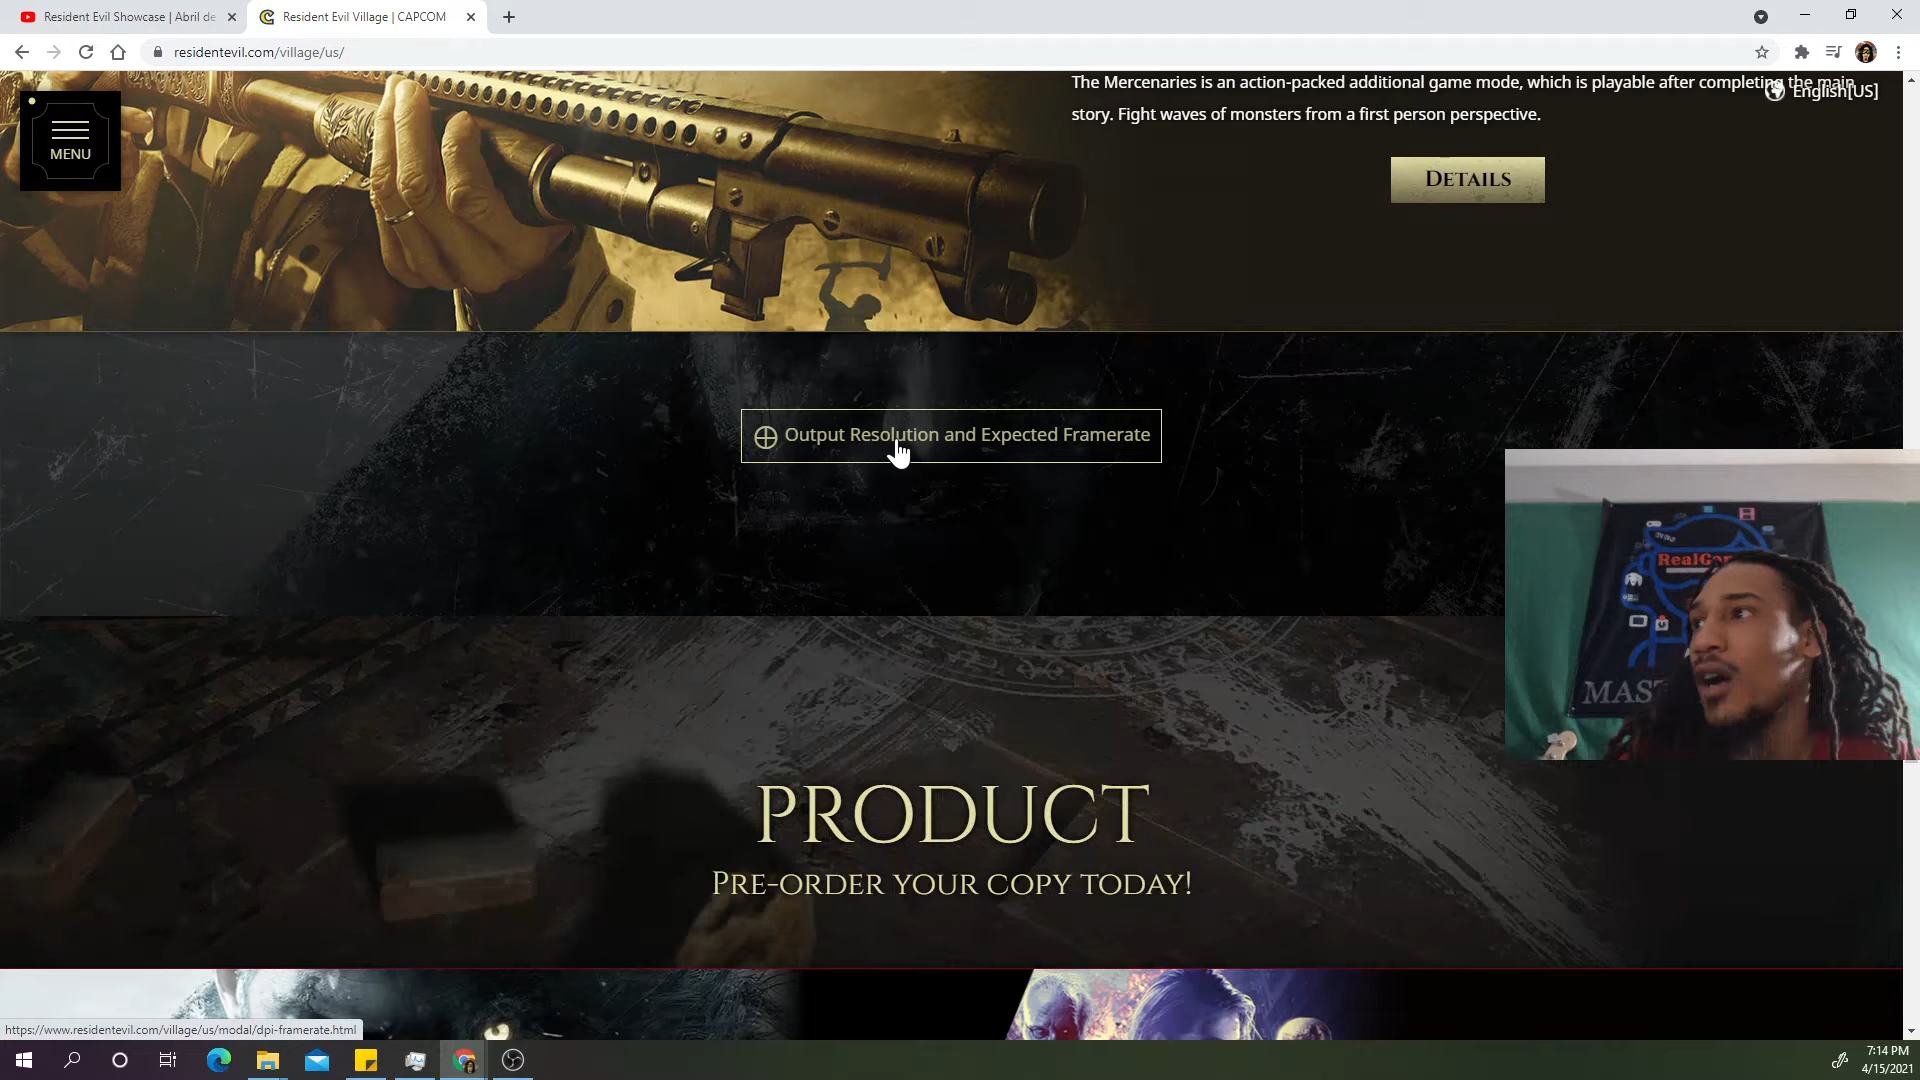 Resident Evil Showcase | Abril de
Resident Evil Village | CAPCOM
residentevil.com/village/us/
The Mercenaries is an action-packed additional game mode, which is playable after completing the main
English[US]
story. Fight waves of monsters from a first person perspective.
MENU
DETAILS
Output Resolution and Expected Framerate
RealGa
MAST
PRODUCT
PRE-ORDER YOUR COPY TODAY!
https://www.residentevil.com/village/us/modal/dpi-framerate.html
7:14 PM
4/15/2021